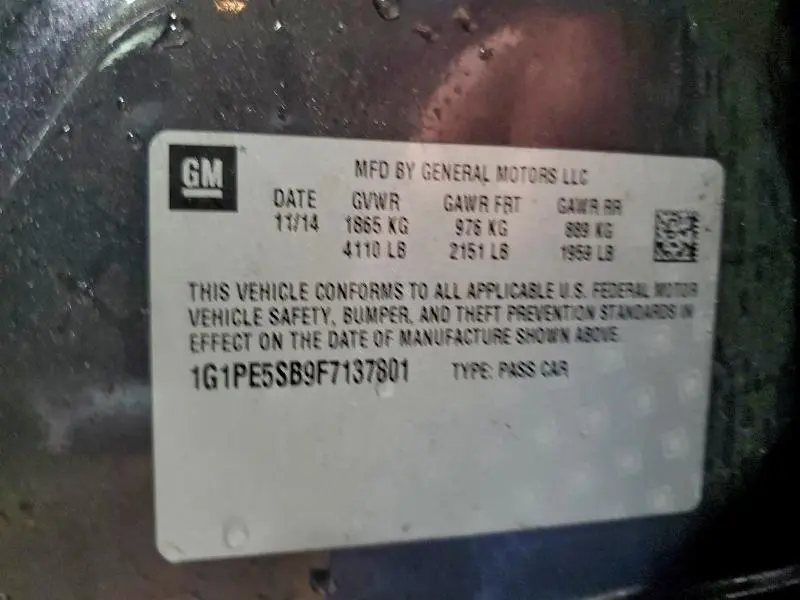 GM
MFD BY GENERAL MOTORS LLC
DATE GVWR GAWR FRT GAWR RR
11/14 1865 KG 976 KG 889 KG
4110 LB 2151 LB 1959 LB
THIS VEHICLE CONFORMS TO ALL APPLICABLE U.S. FEDERAL MOTOR
VEHICLE SAFETY, BUMPER, AND THEFT PREVENTION STANDARDS IN
EFFECT ON THE DATE OF MANUFACTURE SHOWN ABOVE.
1G1PE5SB9F7137801 TYPE: PASS CAR